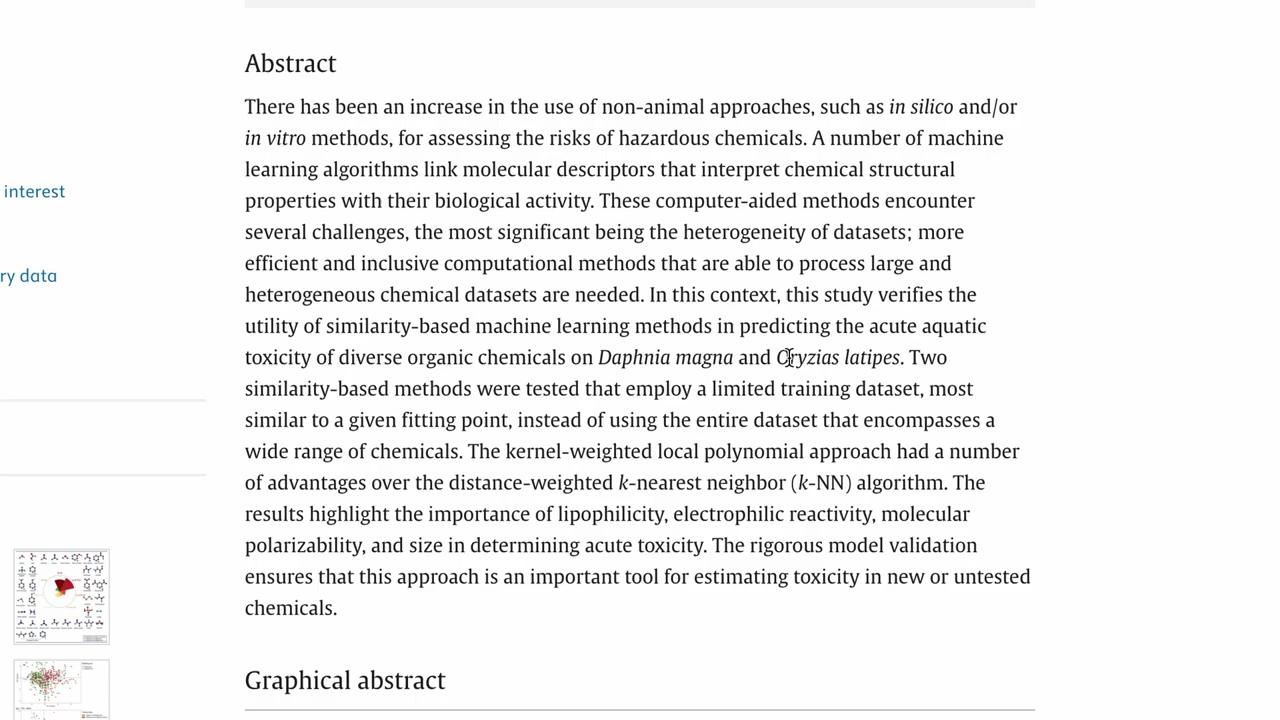 Abstract
There has been an increase in the use of non-animal approaches, such as in silico and/or
in vitro methods, for assessing the risks of hazardous chemicals. A number of machine
learning algorithms link molecular descriptors that interpret chemical structural
properties with their biological activity. These computer-aided methods encounter
several challenges, the most significant being the heterogeneity of datasets; more
efficient and inclusive computational methods that are able to process large and
heterogeneous chemical datasets are needed. In this context, this study verifies the
utility of similarity-based machine learning methods in predicting the acute aquatic
toxicity of diverse organic chemicals on Daphnia magna and Oryzias latipes. Two
similarity-based methods were tested that employ a limited training dataset, most
similar to a given fitting point, instead of using the entire dataset that encompasses a
wide range of chemicals. The kernel-weighted local polynomial approach had a number
of advantages over the distance-weighted k-nearest neighbor (k-NN) algorithm. The
results highlight the importance of lipophilicity, electrophilic reactivity, molecular
polarizability, and size in determining acute toxicity. The rigorous model validation
ensures that this approach is an important tool for estimating toxicity in new or untested
chemicals.
Graphical abstract
interest
ry data